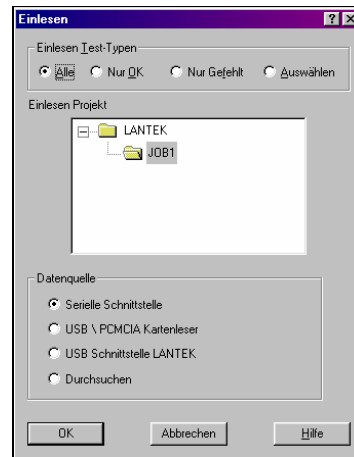 Einlesen
Einlesen Test-Typen
Alle Nur OK Nur Gefehlt Auswählen
Einlesen Projekt
LANTEK
JOB1
Datenquelle
Serielle Schnittstelle
USB \ PCMCIA Kartenleser
USB Schnittstelle LANTEK
Durchsuchen
OK Abbrechen Hilfe